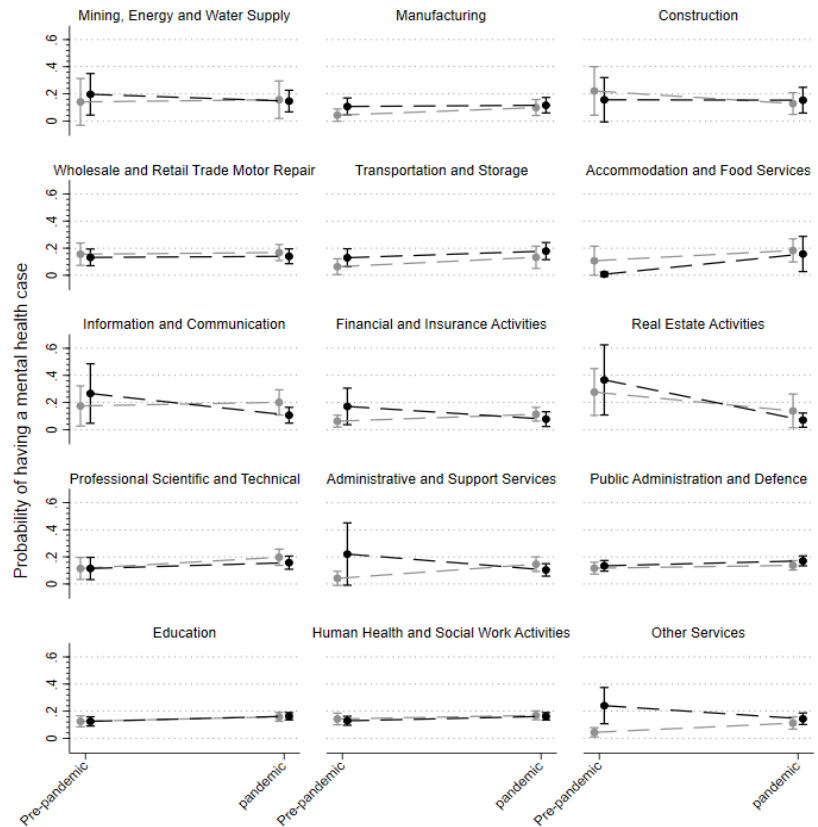 Mining, Energy and Water Supply
Manufacturing
Construction
.6
.4
.2
0
Wholesale and Retail Trade Motor Repair
Transportation and Storage
Accommodation and Food Services
.6
.4
.2
0
Probability of having a mental health case
Information and Communication
Financial and Insurance Activities
Real Estate Activities
.6
.4
.2
0
Professional Scientific and Technical
Administrative and Support Services
Public Administration and Defence
.6
.4
.2
0
Education
Human Health and Social Work Activities
Other Services
.6
.4
.2
0
Pre-pandemic
pandemic
Pre-pandemic
pandemic
Pre-pandemic
pandemic